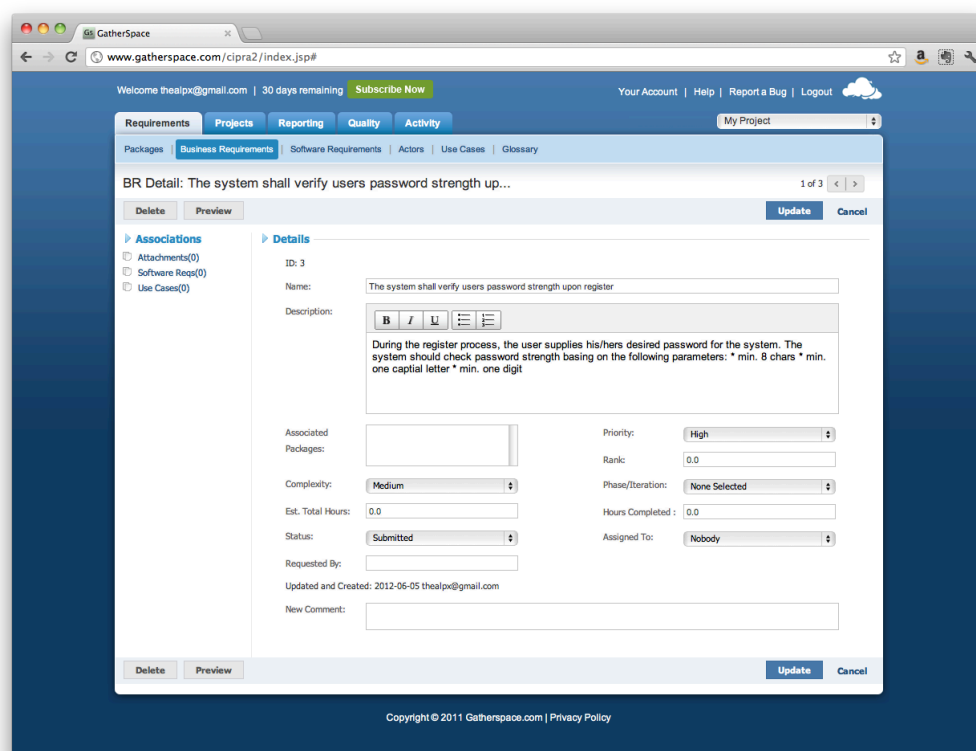 GS GatherSpace
www.gatherspace.com/cipra2/index.jsp#
Welcome thealpx@gmail.com | 30 days remaining Subscribe Now
Your Account | Help | Report a Bug | Logout
Requirements Projects Reporting Quality Activity
My Project
Packages | Business Requirements | Software Requirements | Actors | Use Cases | Glossary
BR Detail: The system shall verify users password strength up...
1 of 3 < >
Delete Preview Update Cancel
Associations
Attachments(0)
Software Reqs(0)
Use Cases(0)
Details
ID: 3
Name: The system shall verify users password strength upon register
Description:
B I U
During the register process, the user supplies his/hers desired password for the system. The
system should check password strength basing on the following parameters: * min. 8 chars * min.
one captial letter * min. one digit
Associated
Packages:
Priority: High
Rank: 0.0
Complexity: Medium
Phase/Iteration: None Selected
Est. Total Hours: 0.0
Hours Completed : 0.0
Status: Submitted
Assigned To: Nobody
Requested By:
Updated and Created: 2012-06-05 thealpx@gmail.com
New Comment:
Delete Preview Update Cancel
Copyright © 2011 Gatherspace.com | Privacy Policy